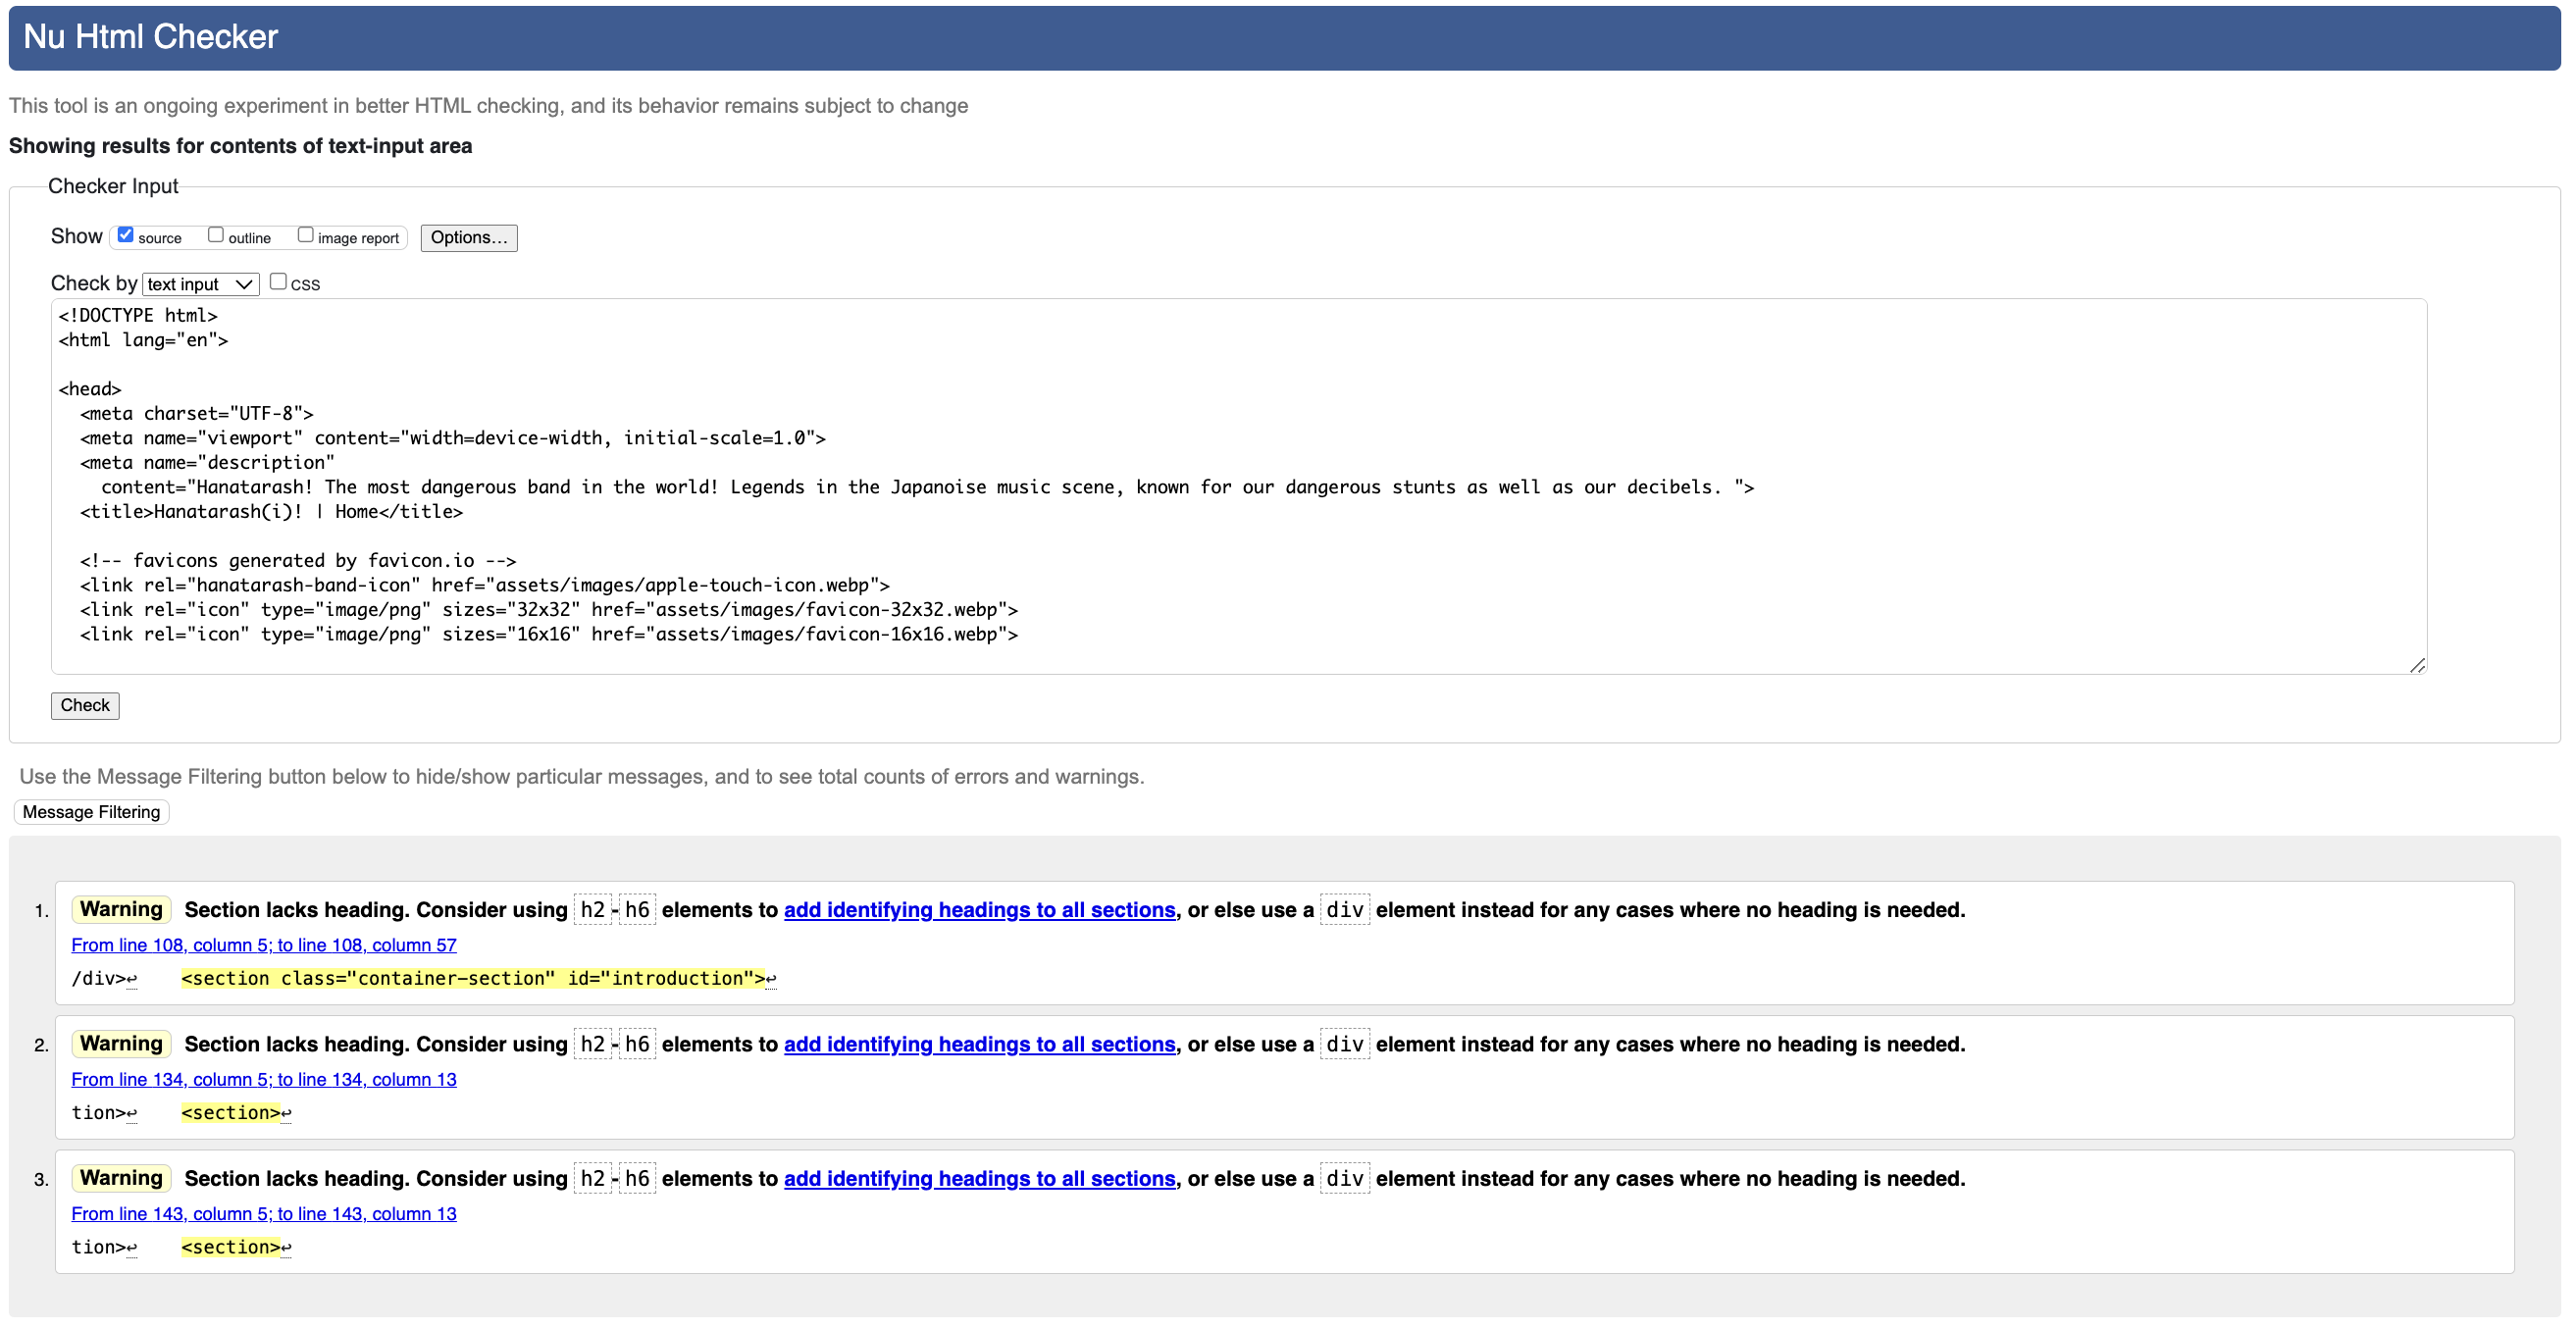 Nu Html Checker
This tool is an ongoing experiment in better HTML checking, and its behavior remains subject to change
Showing results for contents of text-input area
Checker Input
Show source outline image report Options...
Check by text input css
<!DOCTYPE html>
<html lang="en">
<head>
<meta charset="UTF-8">
<meta name="viewport" content="width=device-width, initial-scale=1.0">
<meta name="description"
content="Hanatarash! The most dangerous band in the world! Legends in the Japanoise music scene, known for our dangerous stunts as well as our decibels. ">
<title>Hanatarash(i)! | Home</title>
<!-- favicons generated by favicon.io -->
<link rel="hanatarash-band-icon" href="assets/images/apple-touch-icon.webp">
<link rel="icon" type="image/png" sizes="32x32" href="assets/images/favicon-32x32.webp">
<link rel="icon" type="image/png" sizes="16x16" href="assets/images/favicon-16x16.webp">
Check
Use the Message Filtering button below to hide/show particular messages, and to see total counts of errors and warnings.
Message Filtering
1. Warning Section lacks heading. Consider using h2-h6 elements to add identifying headings to all sections, or else use a div element instead for any cases where no heading is needed.
From line 108, column 5; to line 108, column 57
/div>↩ <section class="container-section" id="introduction">↩
2. Warning Section lacks heading. Consider using h2-h6 elements to add identifying headings to all sections, or else use a div element instead for any cases where no heading is needed.
From line 134, column 5; to line 134, column 13
tion>↩ <section>↩
3. Warning Section lacks heading. Consider using h2-h6 elements to add identifying headings to all sections, or else use a div element instead for any cases where no heading is needed.
From line 143, column 5; to line 143, column 13
tion>↩ <section>↩